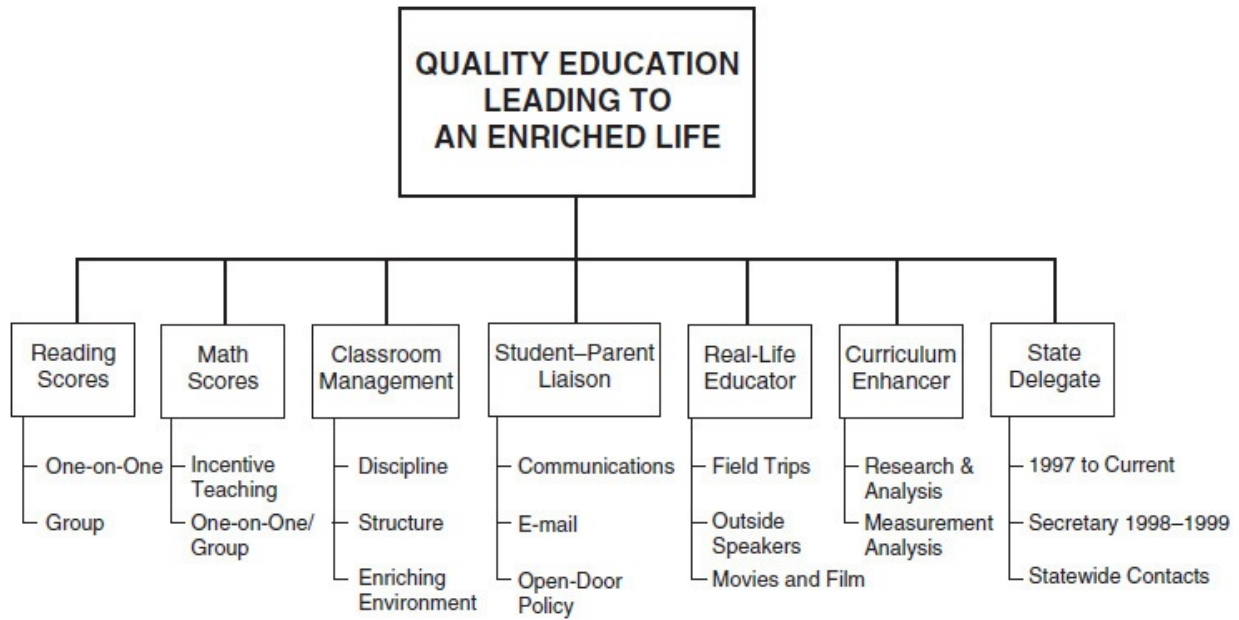 QUALITY EDUCATION
LEADING TO
AN ENRICHED LIFE
Reading
Scores
One-on-One
Group
Math
Scores
Incentive
Teaching
One-on-One/
Group
Classroom
Management
Discipline
Structure
Enriching
Environment
Student–Parent
Liaison
Communications
E-mail
Open-Door
Policy
Real-Life
Educator
Field Trips
Outside
Speakers
Movies and Film
Curriculum
Enhancer
Research &
Analysis
Measurement
Analysis
State
Delegate
1997 to Current
Secretary 1998–1999
Statewide Contacts